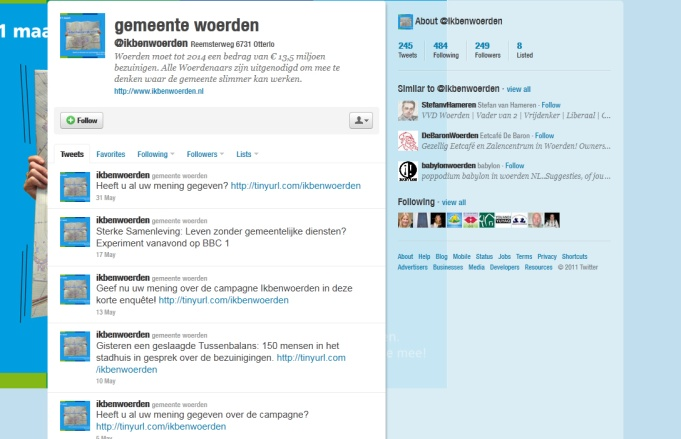 1 maa
gemeente woerden
@ikbenwoerden Reemsterweg 6731 Otterlo
Woerden moet tot 2014 een bedrag van € 13,5 miljoen
bezuinigen. Alle Woerdenaars zijn uitgenodigd om mee te
denken waar de gemeente slimmer kan werken.
http://www.ikbenwoerden.nl
Follow
Tweets Favorites Following Followers Lists
ikbenwoerden gemeente woerden
Heeft u al uw mening gegeven? http://tinyurl.com/ikbenwoerden
31 May
ikbenwoerden gemeente woerden
Sterke Samenleving: Leven zonder gemeentelijke diensten?
Experiment vanavond op BBC 1
17 May
ikbenwoerden gemeente woerden
Geef nu uw mening over de campagne Ikbenwoerden in deze
korte enquête! http://tinyurl.com/ikbenwoerden
13 May
ikbenwoerden gemeente woerden
Gisteren een geslaagde Tussenbalans: 150 mensen in het
stadhuis in gesprek over de bezuinigingen. http://tinyurl.com
/ikbenwoerden
10 May
ikbenwoerden gemeente woerden
Heeft u al uw mening gegeven over de campagne?
http://tinyurl.com/ikbenwoerden
6 May
About @ikbenwoerden
245 484 249 8
Tweets Following Followers Listed
Similar to @ikbenwoerden · view all
StefanvHameren Stefan van Hameren · Follow
VVD Woerden | Vader van 2 | Vrijdenker | Liberaal | C...
DeBaronWoerden Eetcafé De Baron · Follow
Gezellig Eetcafé en Zalencentrum in Woerden! Owners...
babylonwoerden babylon · Follow
poppodium babylon in woerden NL..Suggesties, of jou...
Following · view all
About Help Blog Mobile Status Jobs Terms Privacy Shortcuts
Advertisers Businesses Media Developers Resources © 2011 Twitter
en
e mee!